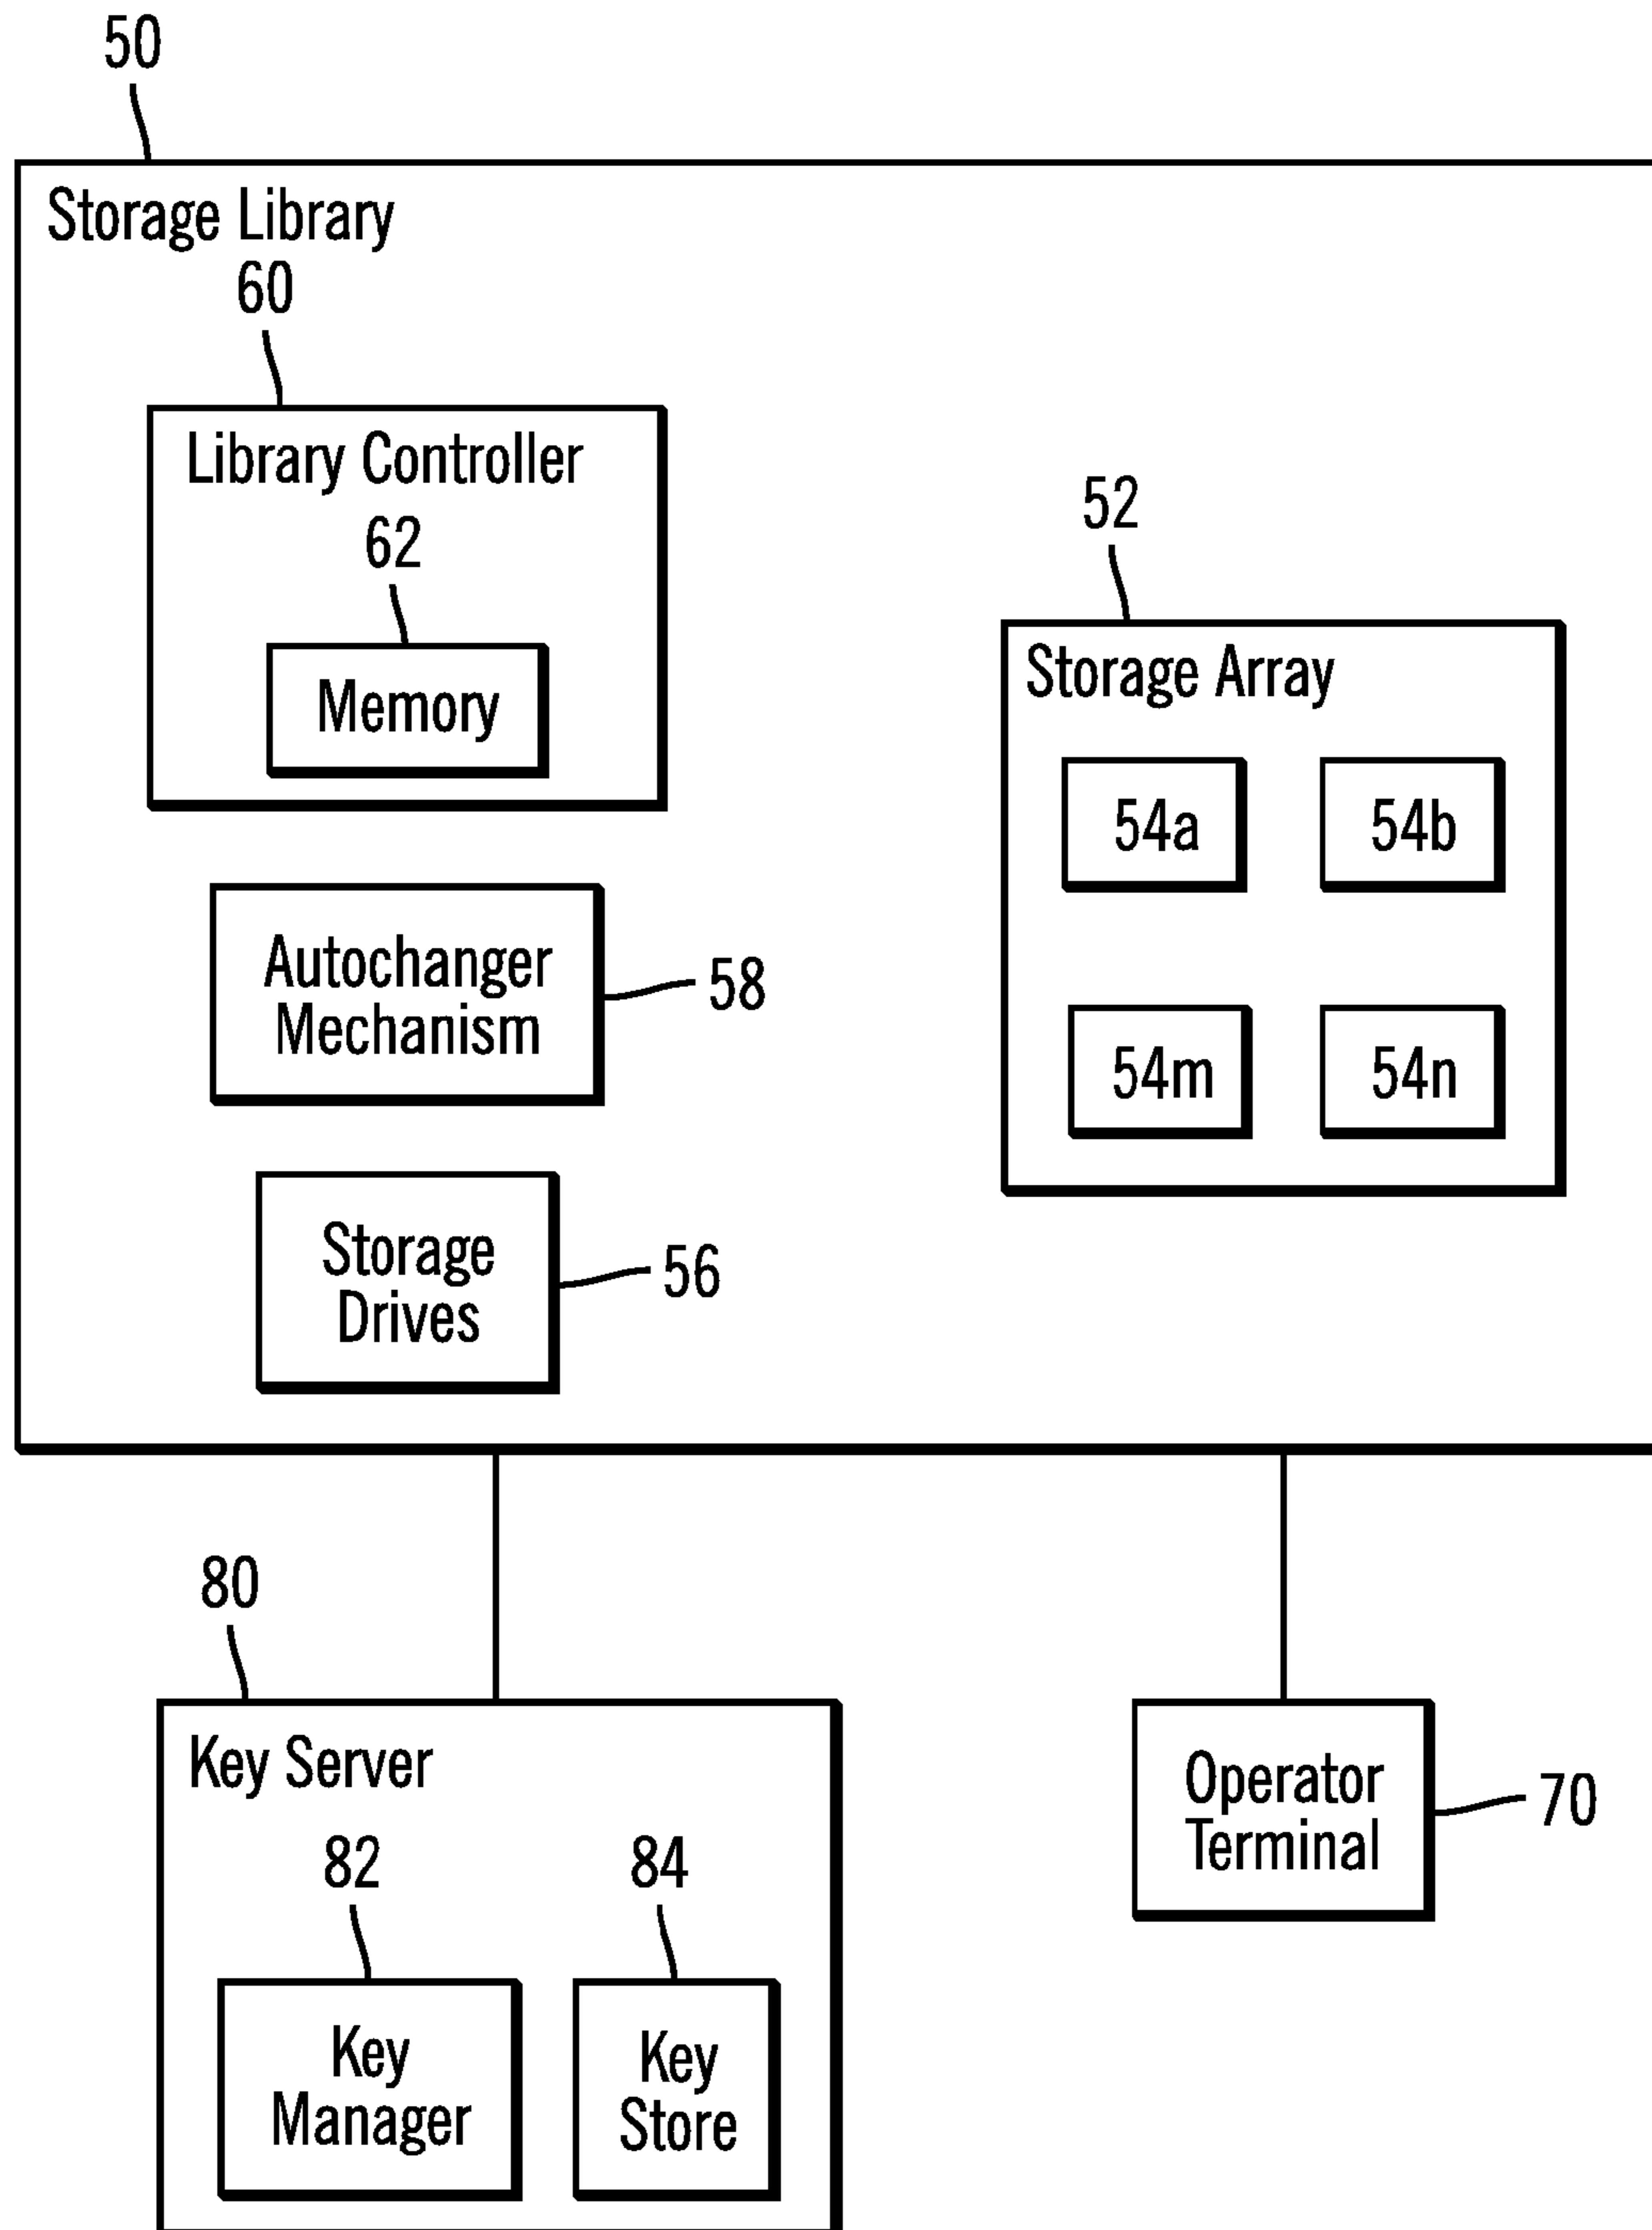 50
Storage Library
60
Library Controller
62
Memory
52
Storage Array
54a
54b
54m
54n
Autochanger
Mechanism
58
Storage
Drives
56
80
Key Server
82
84
Key
Manager
Key
Store
Operator
Terminal
70